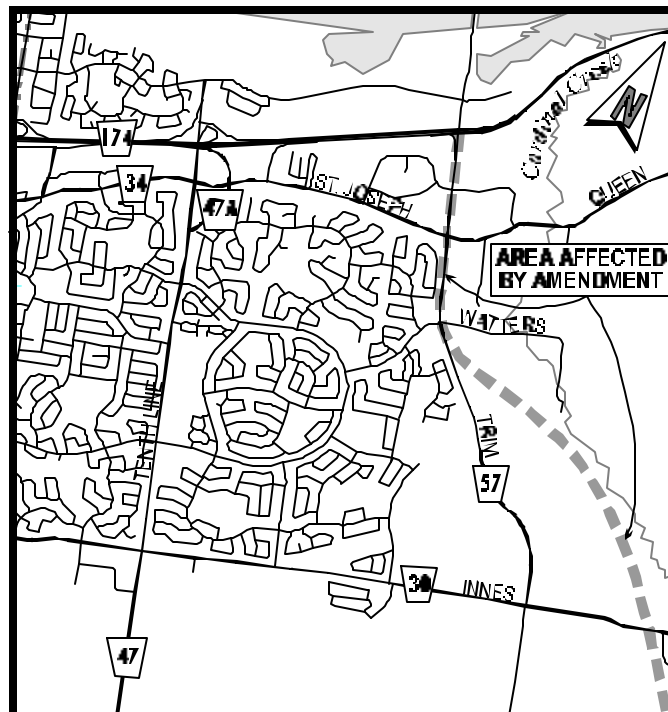 Cardinal Creek
N
174
34
47A
ST. JOSEPH
QUEEN
AREA AFFECTED
BY AMENDMENT
WATTERS
TENTH LINE
TRIM
57
30
INNES
47